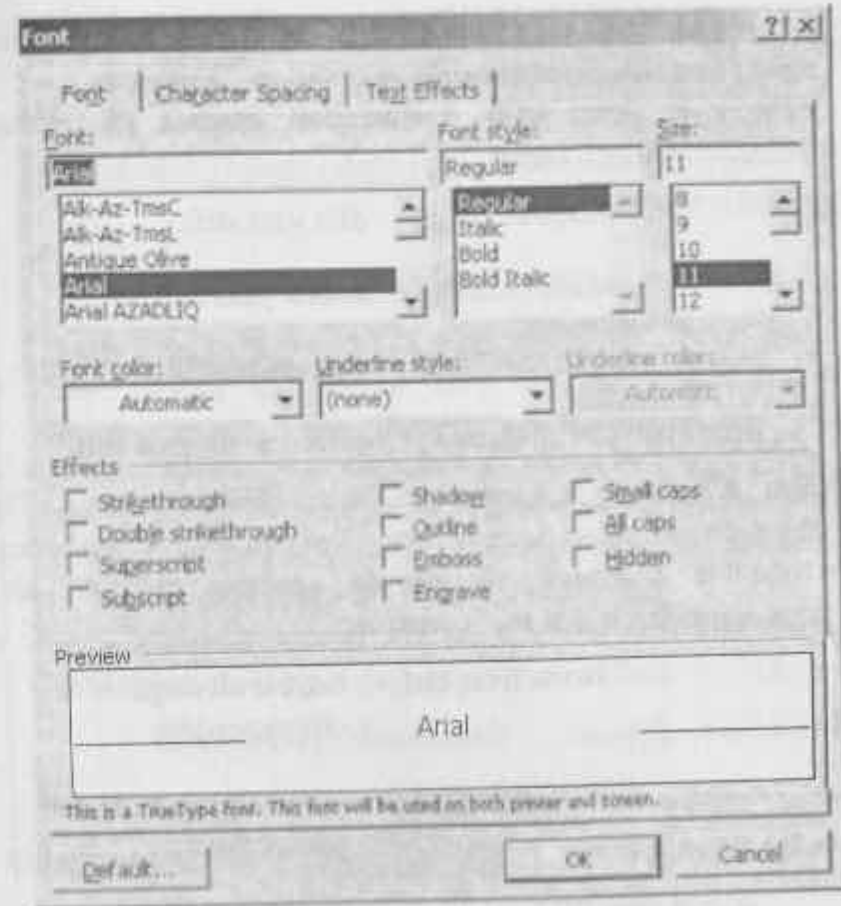 Font ? X
Font Character Spacing Text Effects
Font: Font style: Size:
Arial Regular 11
Alk-Az-TmsC Regular 8
Alk-Az-TmsL Italic 9
Antique Olive Bold 10
Arial Bold Italic 11
Arial AZADLIQ 12
Font color: Underline style: Underline color:
Automatic (none) Automatic
Effects
Strikethrough Shadow Small caps
Double strikethrough Outline All caps
Superscript Emboss Hidden
Subscript Engrave
Preview
Arial
This is a TrueType font. This font will be used on both printer and screen.
Default... OK Cancel